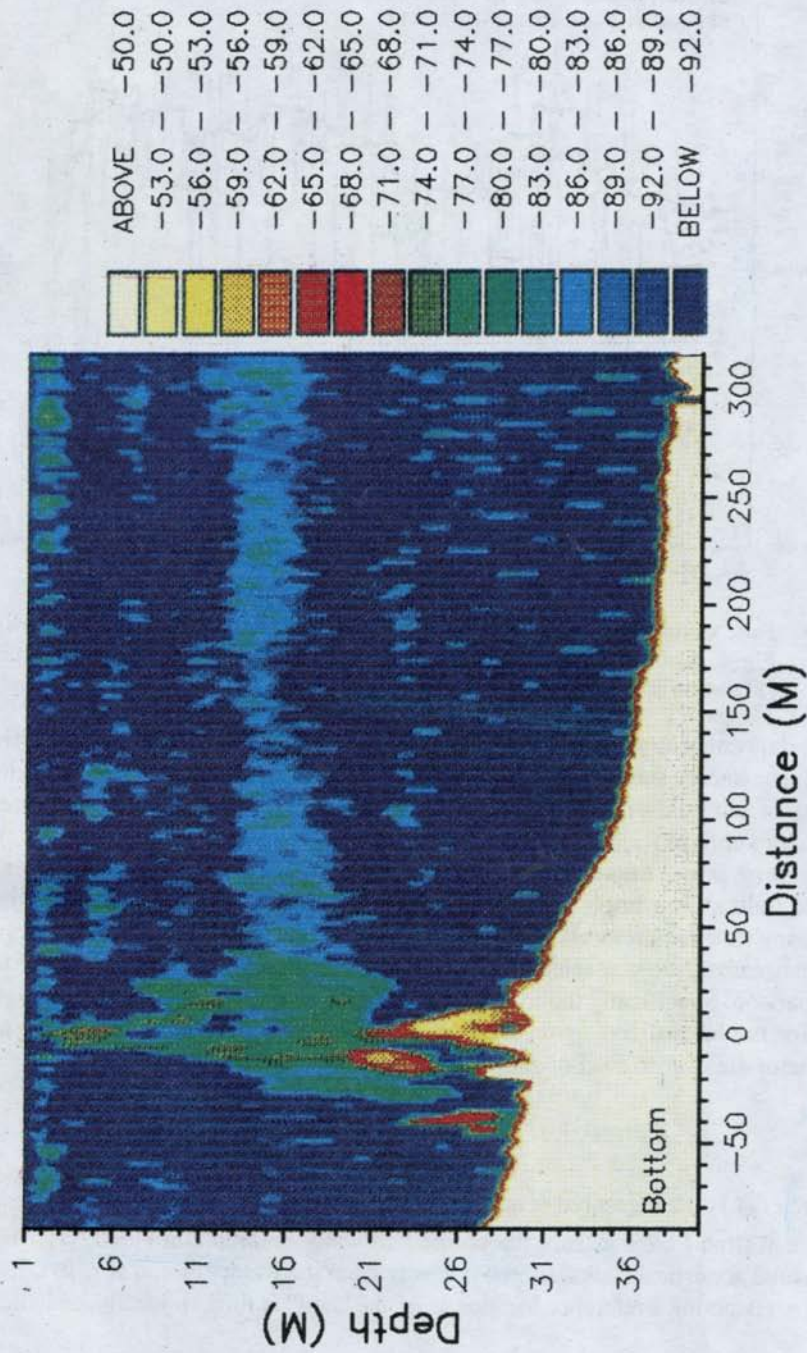 ABOVE -50.0
-53.0 - -50.0
-56.0 - -53.0
-59.0 - -56.0
-62.0 - -59.0
-65.0 - -62.0
-68.0 - -65.0
-71.0 - -68.0
-74.0 - -71.0
-77.0 - -74.0
-80.0 - -77.0
-83.0 - -80.0
-86.0 - -83.0
-89.0 - -86.0
-92.0 - -89.0
BELOW -92.0
Depth (M)
1
6
11
16
21
26
31
36
Bottom
-50 0 50 100 150 200 250 300
Distance (M)